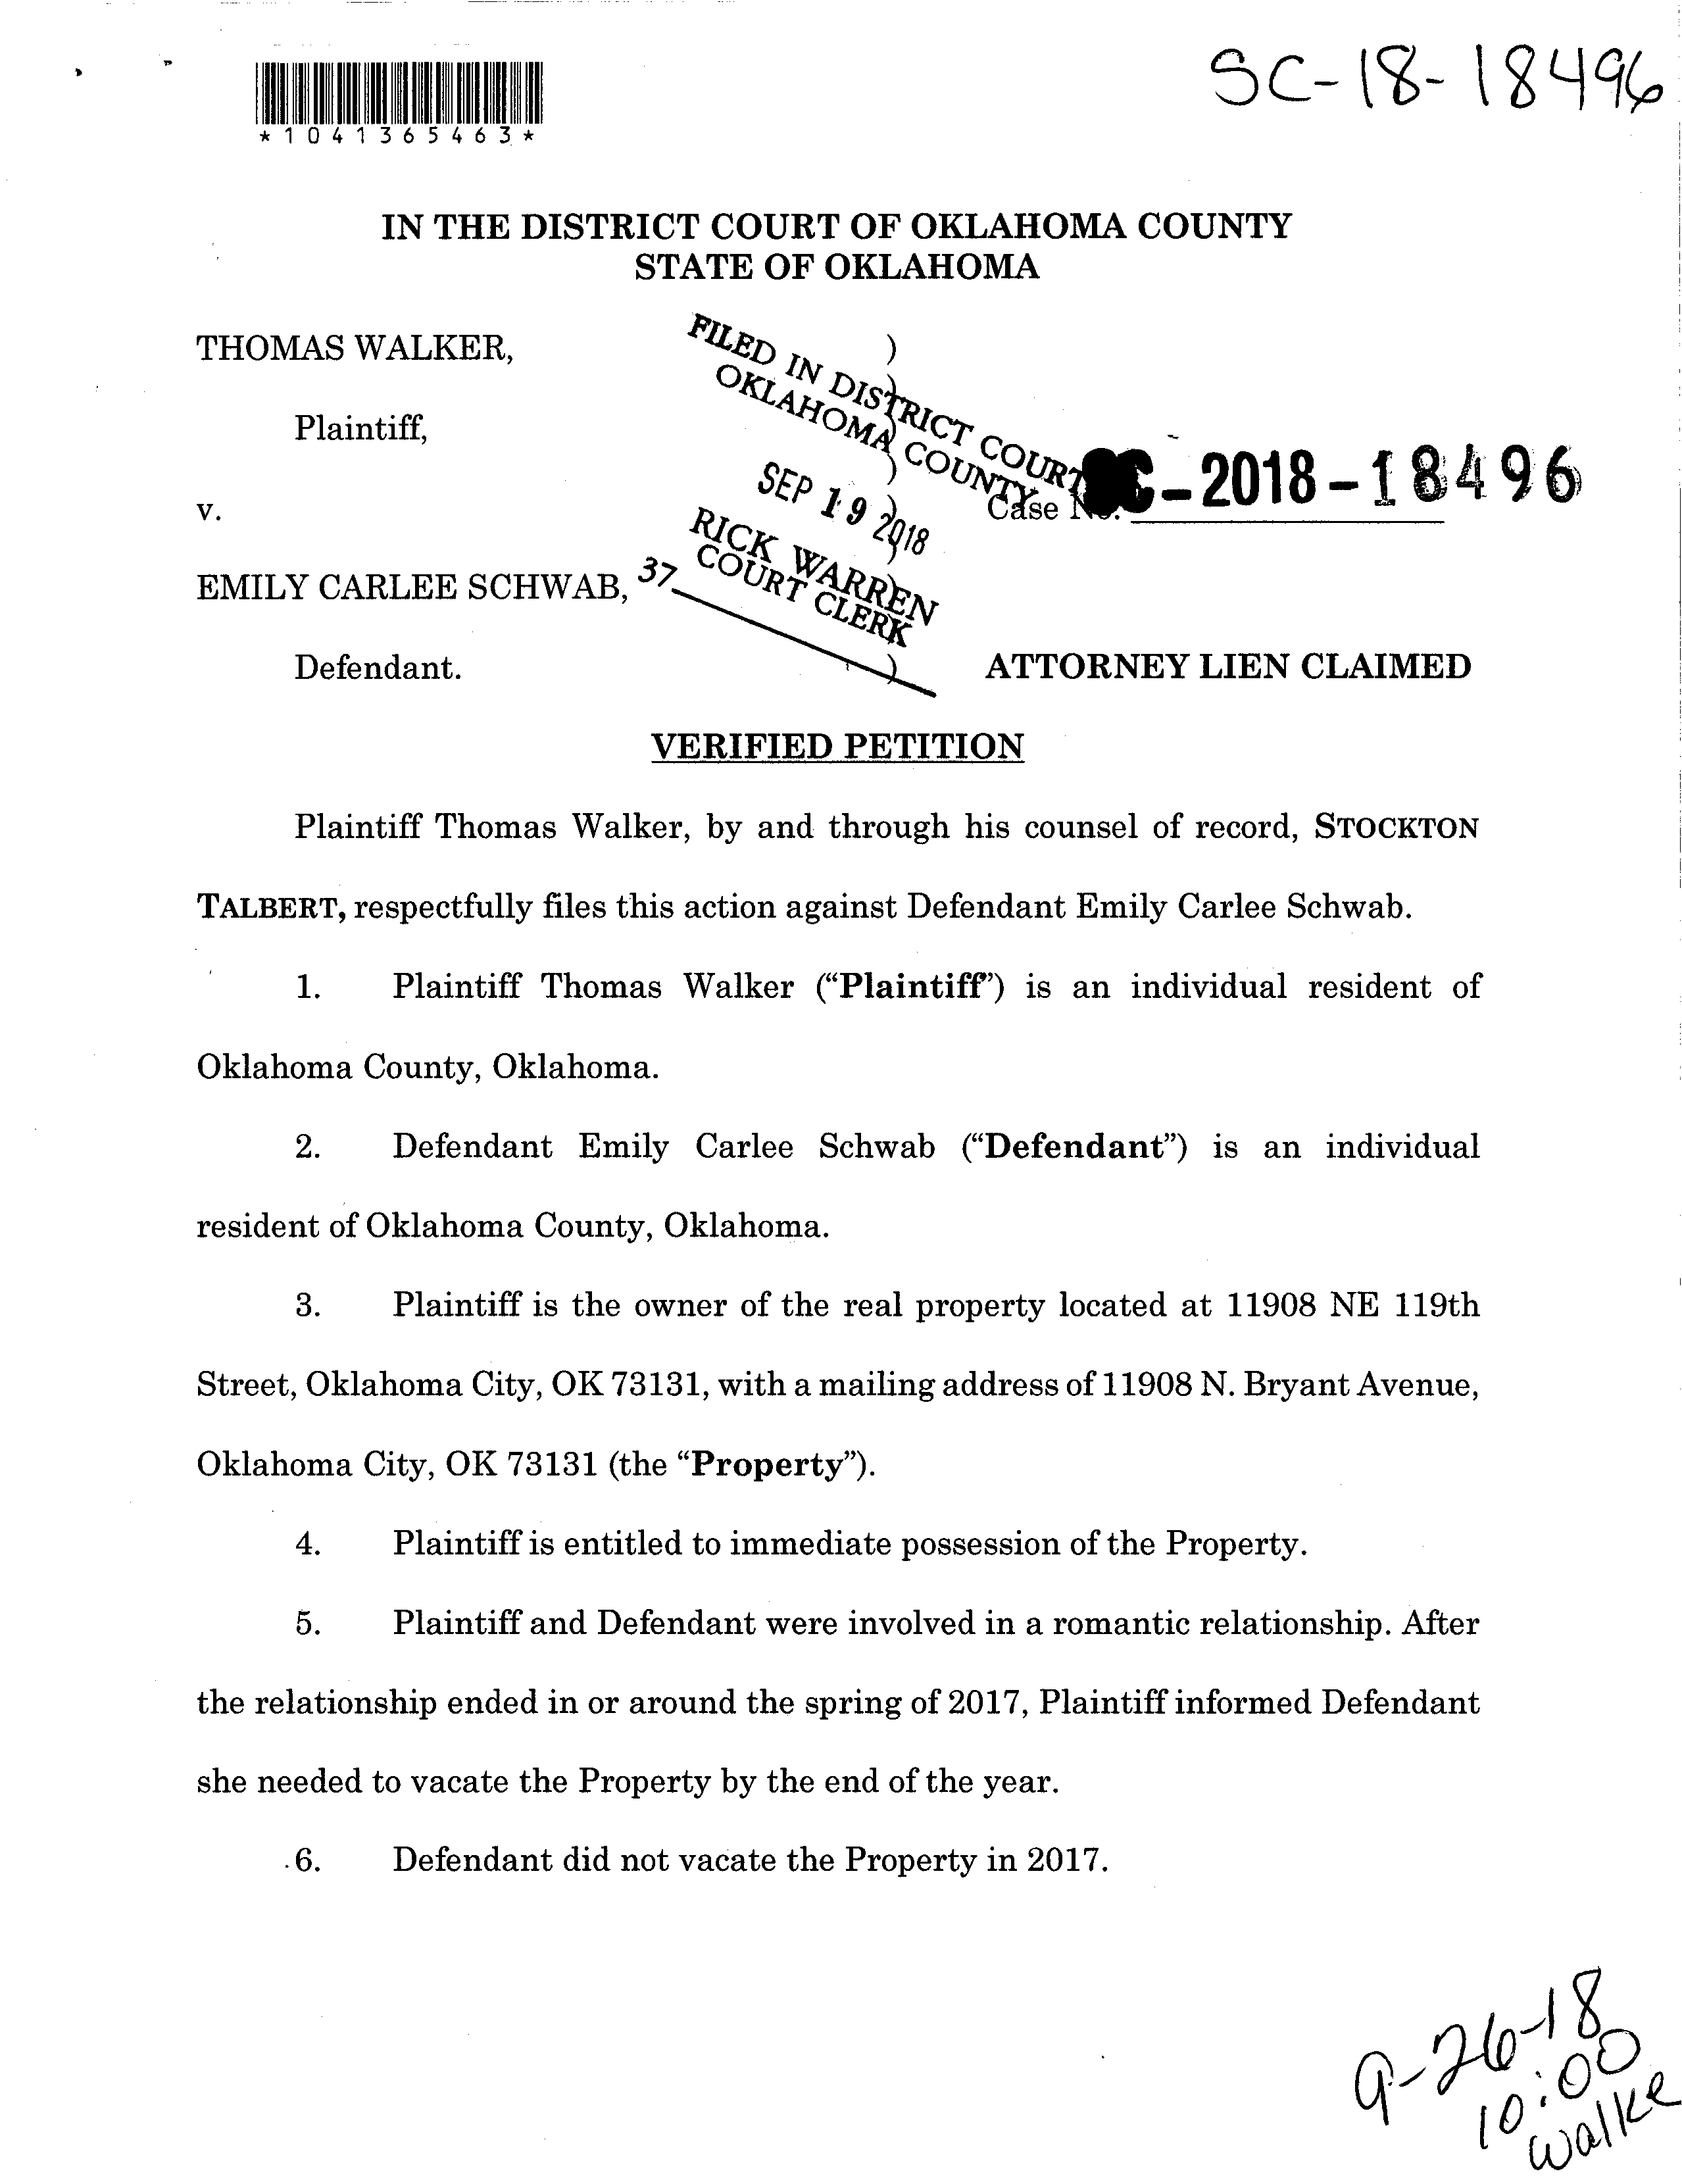 SC-18-18496
*1041365463*
IN THE DISTRICT COURT OF OKLAHOMA COUNTY
STATE OF OKLAHOMA
THOMAS WALKER,
Plaintiff,
v.
EMILY CARLEE SCHWAB,
Defendant.
)
)
)
)
)
)
)
FILED IN DISTRICT COURT
OKLAHOMA COUNTY
SEP 19 2018
RICK WARREN
COURT CLERK
37
Case No. SC-2018-18496
ATTORNEY LIEN CLAIMED
VERIFIED PETITION
Plaintiff Thomas Walker, by and through his counsel of record, STOCKTON
TALBERT, respectfully files this action against Defendant Emily Carlee Schwab.
1. Plaintiff Thomas Walker (“Plaintiff”) is an individual resident of
Oklahoma County, Oklahoma.
2. Defendant Emily Carlee Schwab (“Defendant”) is an individual
resident of Oklahoma County, Oklahoma.
3. Plaintiff is the owner of the real property located at 11908 NE 119th
Street, Oklahoma City, OK 73131, with a mailing address of 11908 N. Bryant Avenue,
Oklahoma City, OK 73131 (the “Property”).
4. Plaintiff is entitled to immediate possession of the Property.
5. Plaintiff and Defendant were involved in a romantic relationship. After
the relationship ended in or around the spring of 2017, Plaintiff informed Defendant
she needed to vacate the Property by the end of the year.
6. Defendant did not vacate the Property in 2017.
9-26-18
10:00
Walke